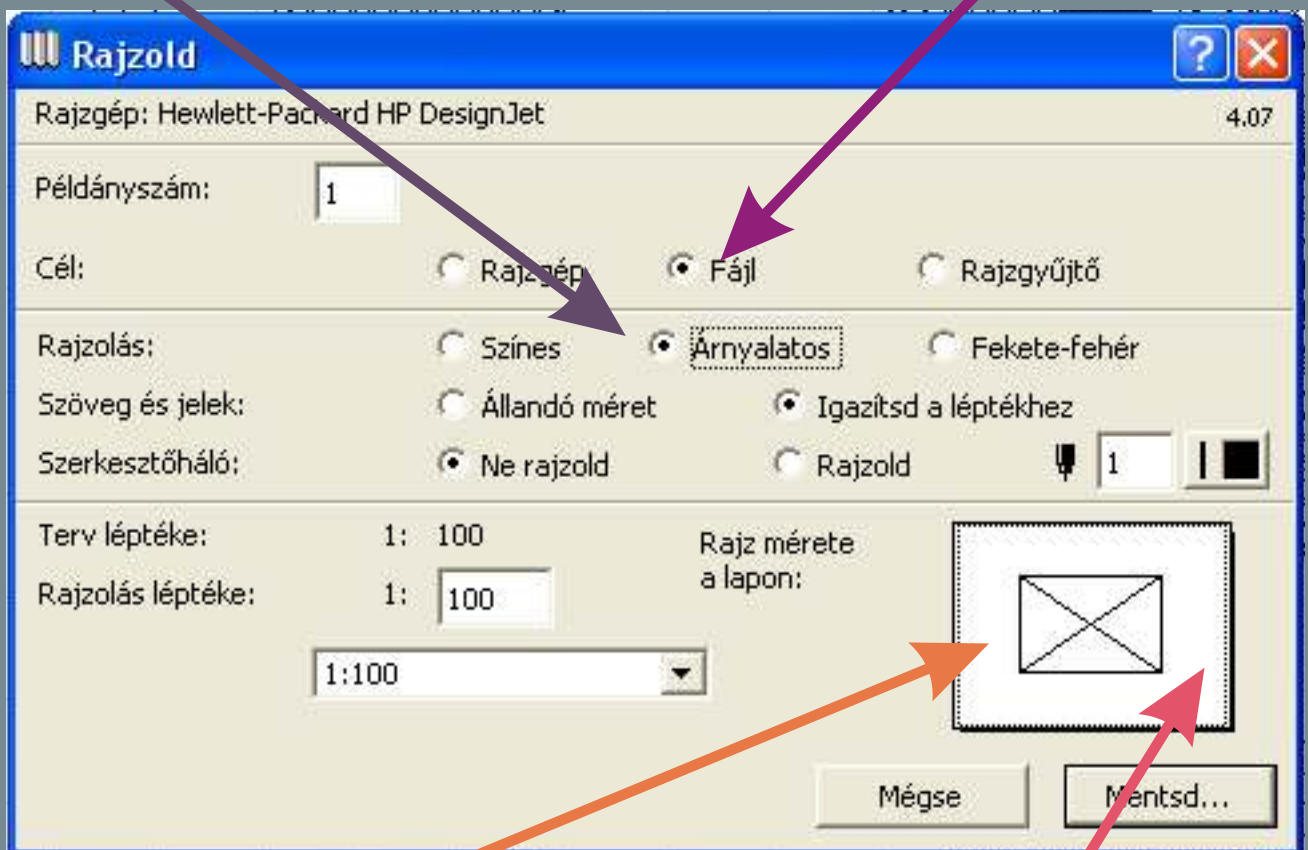 Rajzold
Rajzgép: Hewlett-Packard HP DesignJet 4.07
Példányszám: 1
Cél: Rajzgép Fájl Rajzgyűjtő
Rajzolás: Színes Árnyalatos Fekete-fehér
Szöveg és jelek: Állandó méret Igazítsd a léptékhez
Szerkesztőháló: Ne rajzold Rajzold 1
Terv léptéke: 1: 100 Rajz mérete
a lapon:
Rajzolás léptéke: 1: 100
1:100
Mégse Mentsd...